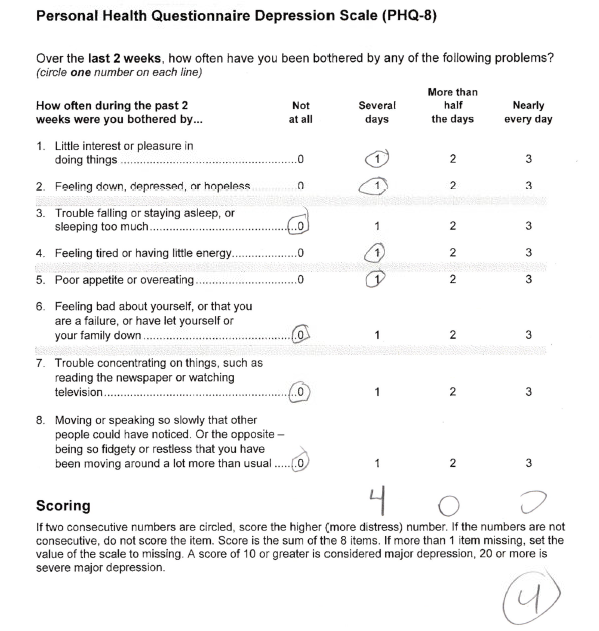 Personal Health Questionnaire Depression Scale (PHQ-8)
Over the last 2 weeks, how often have you been bothered by any of the following problems?
(circle one number on each line)
More than
How often during the past 2 Not Several half Nearly
weeks were you bothered by... at all days the days every day
1. Little interest or pleasure in
doing things ........................................................0 1 2 3
2. Feeling down, depressed, or hopeless 0 1 2 3
3. Trouble falling or staying asleep, or
sleeping too much............................................0 1 2 3
4. Feeling tired or having little energy....................0 1 2 3
5. Poor appetite or overeating ...............................0 1 2 3
6. Feeling bad about yourself, or that you
are a failure, or have let yourself or
your family down ..............................................0 1 2 3
7. Trouble concentrating on things, such as
reading the newspaper or watching
television..........................................................0 1 2 3
8. Moving or speaking so slowly that other
people could have noticed. Or the opposite –
being so fidgety or restless that you have
been moving around a lot more than usual .....0 1 2 3
4 0 0
Scoring
If two consecutive numbers are circled, score the higher (more distress) number. If the numbers are not
consecutive, do not score the item. Score is the sum of the 8 items. If more than 1 item missing, set the
value of the scale to missing. A score of 10 or greater is considered major depression, 20 or more is
severe major depression.
4